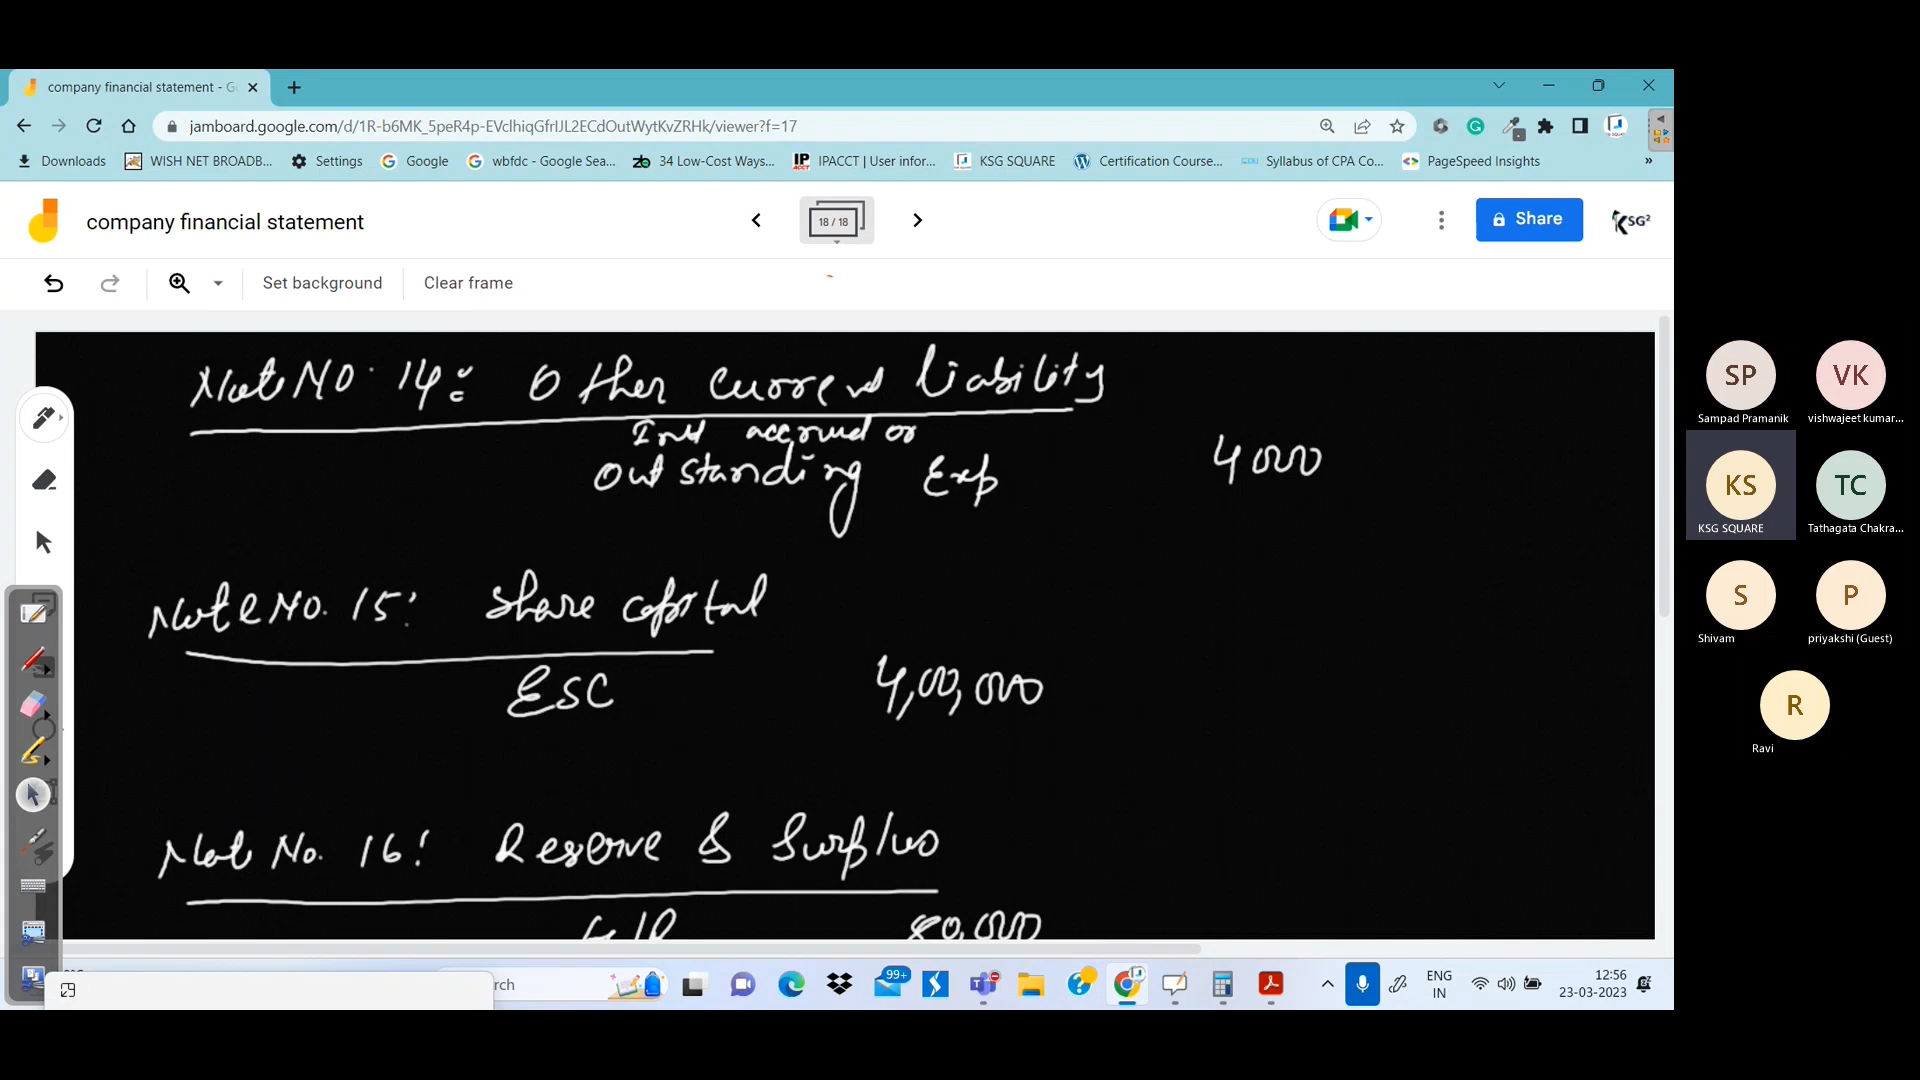 company financial statement - G
jamboard.google.com/d/1R-b6MK_5peR4p-EVclhiqGfrIJL2ECdOutWytKvZRHk/viewer?f=17
Downloads WISH NET BROADB... Settings Google wbfdc - Google Sea... 34 Low-Cost Ways... IPACCT | User infor... KSG SQUARE Certification Course... Syllabus of CPA Co... PageSpeed Insights »
company financial statement
18 / 18
Share
KSG²
Set background Clear frame
Note NO. 14: Other Current liability
Int accrued or
Outstanding Exp 4000
Note No. 15: Share capital
ESC 4,00,000
Note No. 16: Reserve & Surplus
G/R 80,000
SP VK
Sampad Pramanik vishwajeet kumar...
KS TC
KSG SQUARE Tathagata Chakra...
S P
Shivam priyakshi (Guest)
R
Ravi
rch
99+
ENG
IN
12:56
23-03-2023